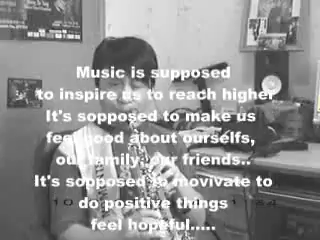 Music is supposed
to inspire us to reach higher
It's sopposed to make us
feel good about ourselfs,
our family, our friends..
It's sopposed to movivate to
do positive things
feel hopeful.....